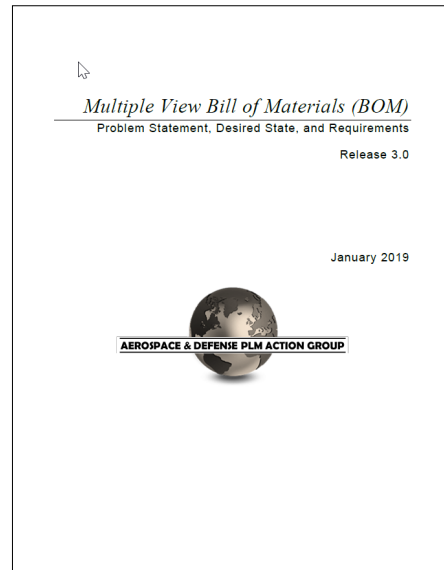 Multiple View Bill of Materials (BOM)
Problem Statement, Desired State, and Requirements
Release 3.0
January 2019
AEROSPACE & DEFENSE PLM ACTION GROUP